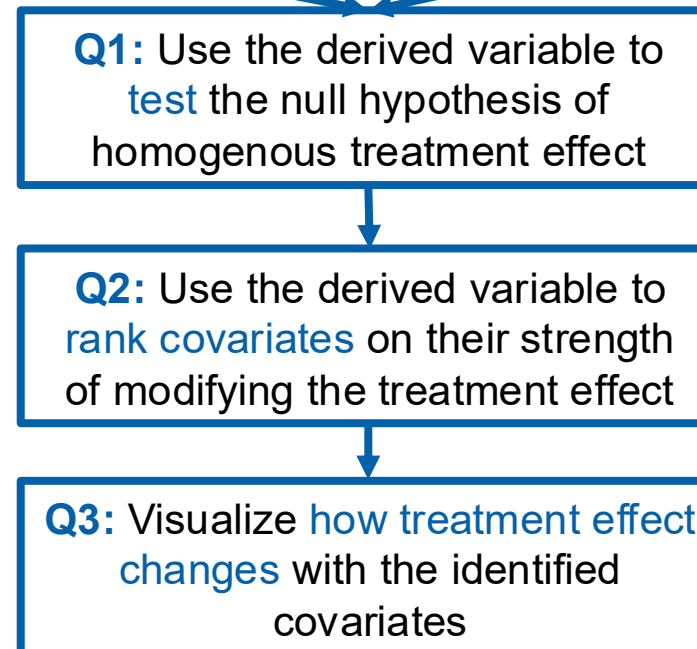 Q1: Use the derived variable to
test the null hypothesis of
homogenous treatment effect
Q2: Use the derived variable to
rank covariates on their strength
of modifying the treatment effect
Q3: Visualize how treatment effect
changes with the identified
covariates